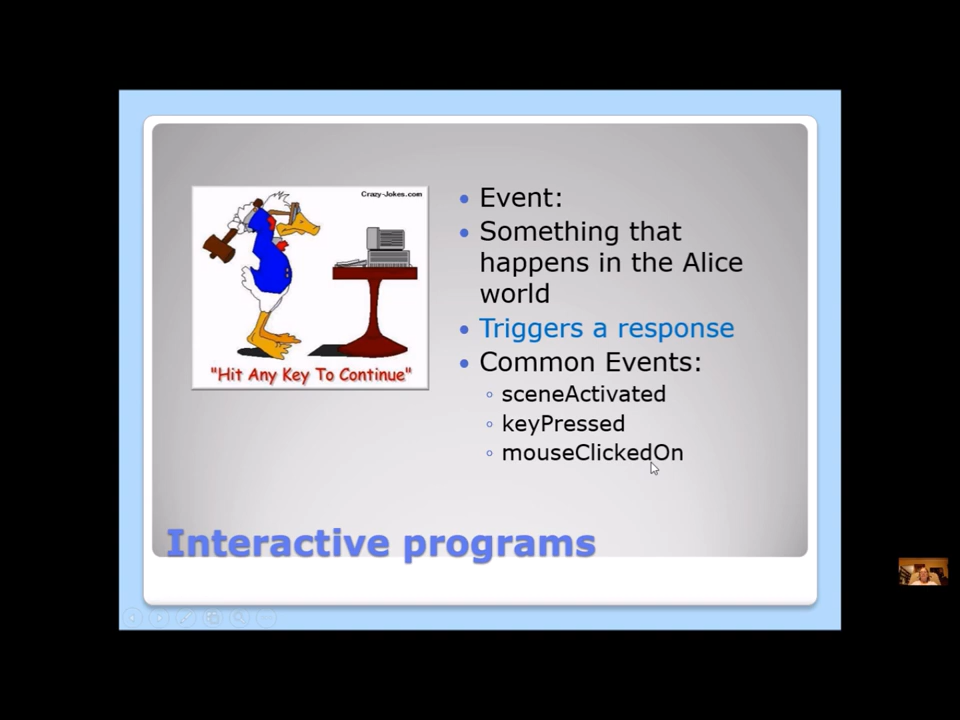 Crazy-Jokes.com
"Hit Any Key To Continue"
Event:
Something that
happens in the Alice
world
Triggers a response
Common Events:
sceneActivated
keyPressed
mouseClickedOn
Interactive programs